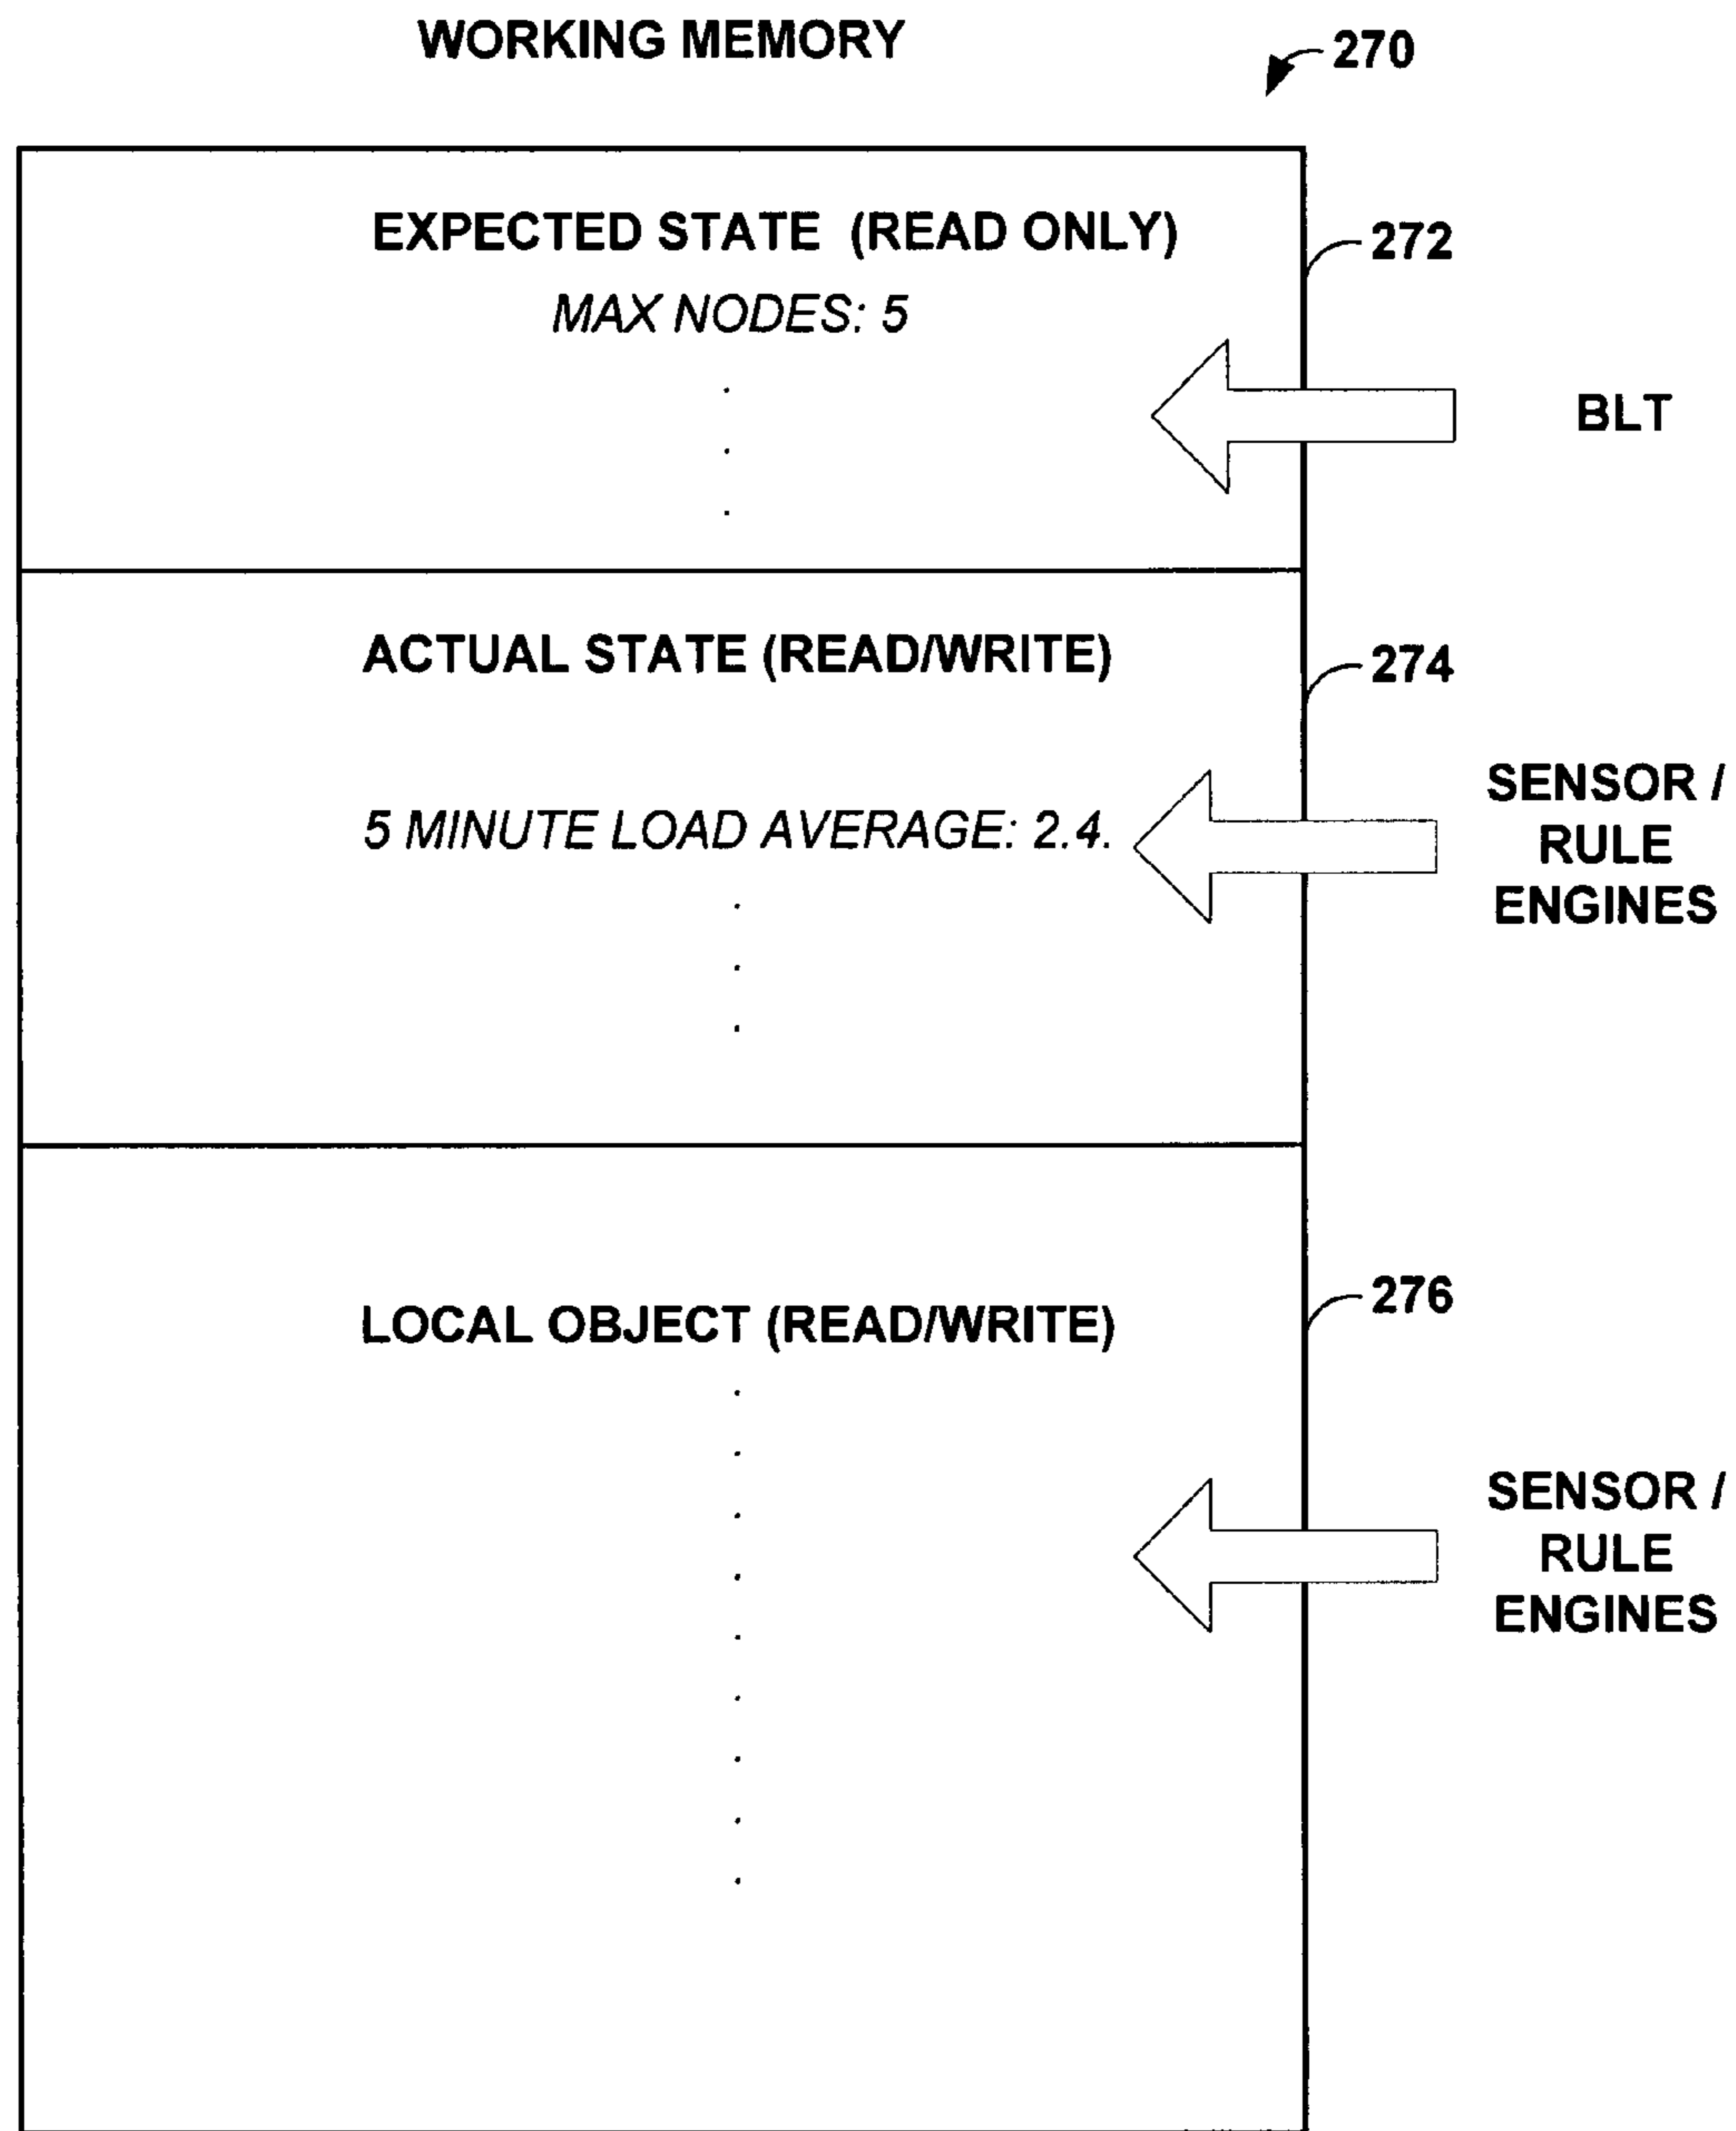 WORKING MEMORY
270
EXPECTED STATE (READ ONLY)
272
MAX NODES: 5
BLT
ACTUAL STATE (READ/WRITE)
274
5 MINUTE LOAD AVERAGE: 2.4.
SENSOR /
RULE
ENGINES
LOCAL OBJECT (READ/WRITE)
276
SENSOR /
RULE
ENGINES